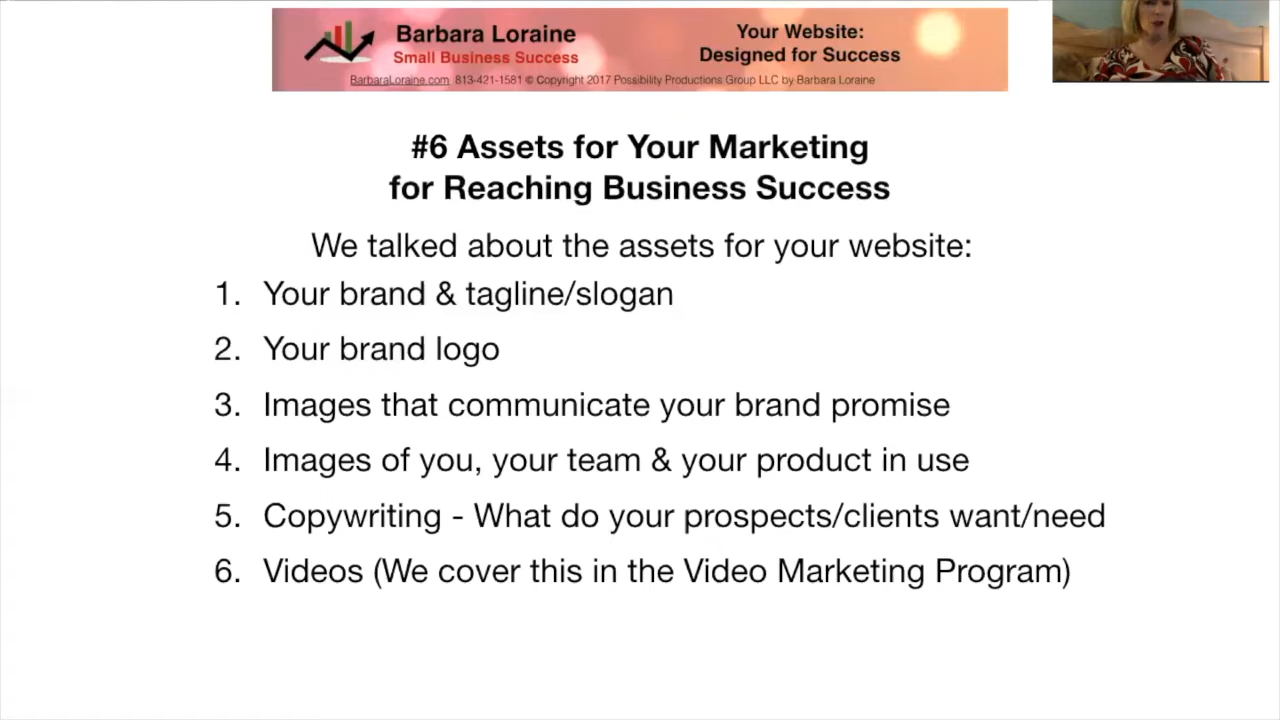 Barbara Loraine
Small Business Success
Your Website:
Designed for Success
BarbaraLoraine.com 813-421-1581 © Copyright 2017 Possibility Productions Group LLC by Barbara Loraine
#6 Assets for Your Marketing
for Reaching Business Success
We talked about the assets for your website:
1. Your brand & tagline/slogan
2. Your brand logo
3. Images that communicate your brand promise
4. Images of you, your team & your product in use
5. Copywriting - What do your prospects/clients want/need
6. Videos (We cover this in the Video Marketing Program)